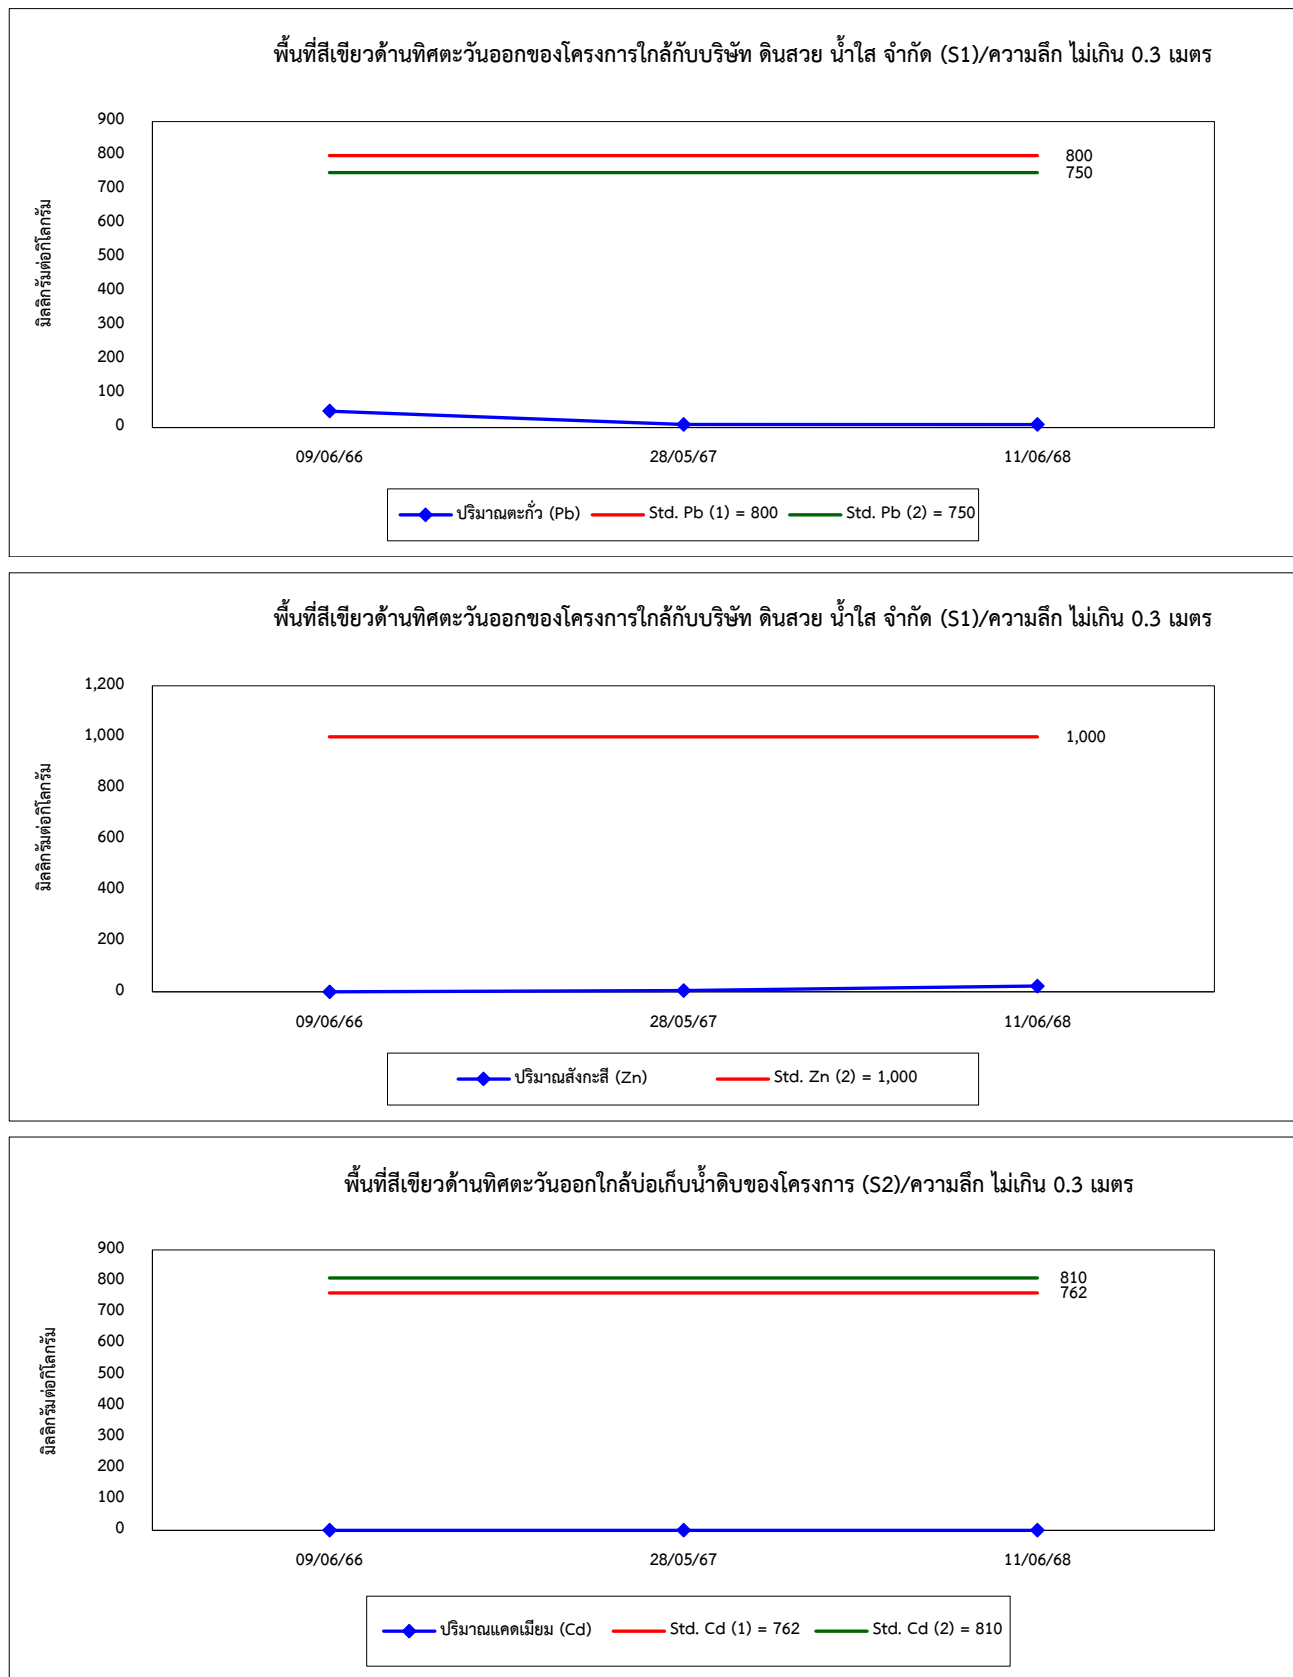 พื้นที่สีเขียวด้านทิศตะวันออกของโครงการใกล้กับบริษัท ดินสวย น้ำใส จำกัด (S1)/ความลึก ไม่เกิน 0.3 เมตร
มิลลิกรัมต่อกิโลกรัม
900
800
700
600
500
400
300
200
100
0
800
750
09/06/66 28/05/67 11/06/68
ปริมาณตะกั่ว (Pb) Std. Pb (1) = 800 Std. Pb (2) = 750
พื้นที่สีเขียวด้านทิศตะวันออกของโครงการใกล้กับบริษัท ดินสวย น้ำใส จำกัด (S1)/ความลึก ไม่เกิน 0.3 เมตร
มิลลิกรัมต่อกิโลกรัม
1,200
1,000
800
600
400
200
0
1,000
09/06/66 28/05/67 11/06/68
ปริมาณสังกะสี (Zn) Std. Zn (2) = 1,000
พื้นที่สีเขียวด้านทิศตะวันออกใกล้บ่อเก็บน้ำดิบของโครงการ (S2)/ความลึก ไม่เกิน 0.3 เมตร
มิลลิกรัมต่อกิโลกรัม
900
800
700
600
500
400
300
200
100
0
810
762
09/06/66 28/05/67 11/06/68
ปริมาณแคดเมียม (Cd) Std. Cd (1) = 762 Std. Cd (2) = 810